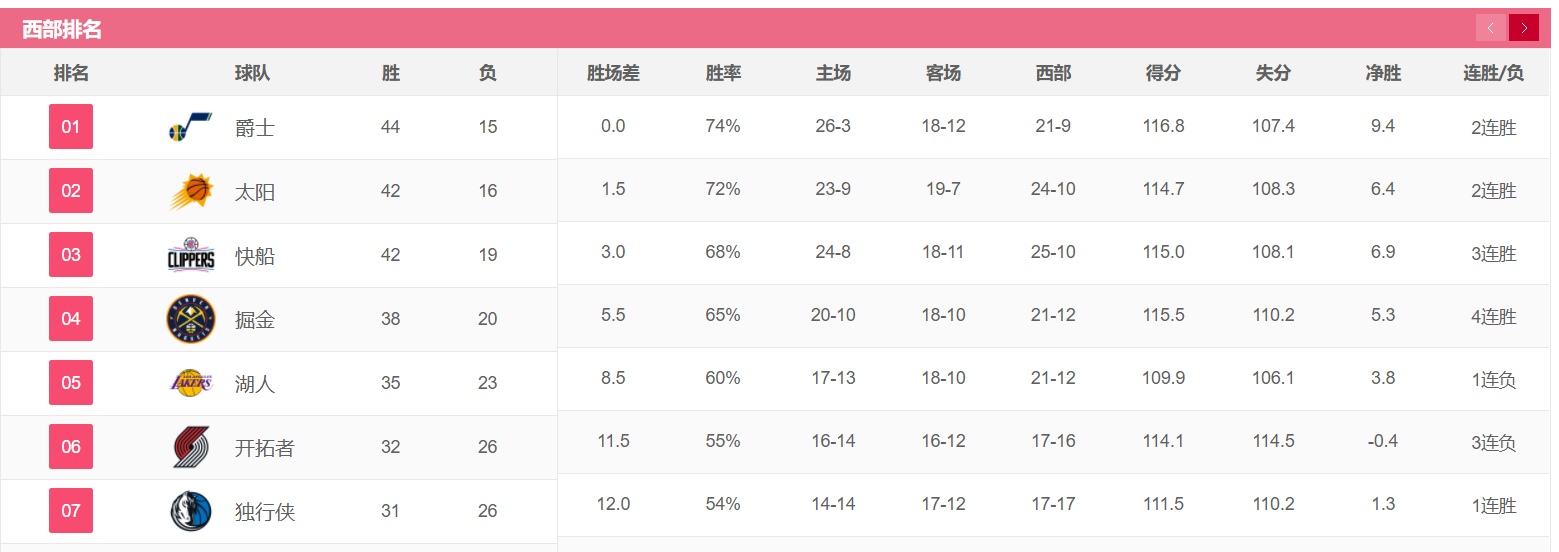 西部排名
排名 球队 胜 负 胜场差 胜率 主场 客场 西部 得分 失分 净胜 连胜/负
01 爵士 44 15 0.0 74% 26-3 18-12 21-9 116.8 107.4 9.4 2连胜
02 太阳 42 16 1.5 72% 23-9 19-7 24-10 114.7 108.3 6.4 2连胜
03 CLIPPERS 快船 42 19 3.0 68% 24-8 18-11 25-10 115.0 108.1 6.9 3连胜
04 DENVER NUGGETS 掘金 38 20 5.5 65% 20-10 18-10 21-12 115.5 110.2 5.3 4连胜
05 LAKERS 湖人 35 23 8.5 60% 17-13 18-10 21-12 109.9 106.1 3.8 1连负
06 开拓者 32 26 11.5 55% 16-14 16-12 17-16 114.1 114.5 -0.4 3连负
07 独行侠 31 26 12.0 54% 14-14 17-12 17-17 111.5 110.2 1.3 1连胜